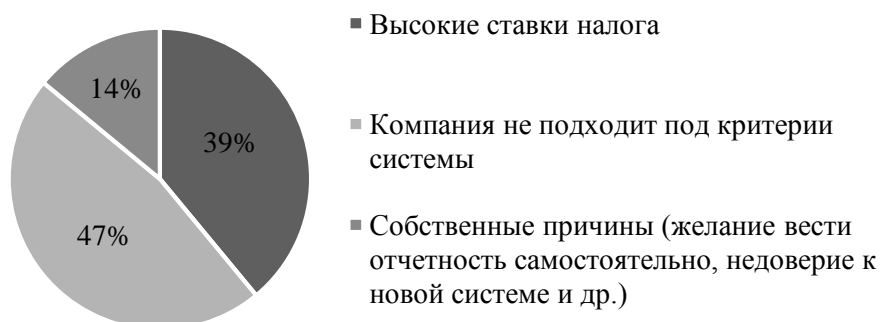 14%
39%
47%
Высокие ставки налога
Компания не подходит под критерии
системы
Собственные причины (желание вести
отчетность самостоятельно, недоверие к
новой системе и др.)